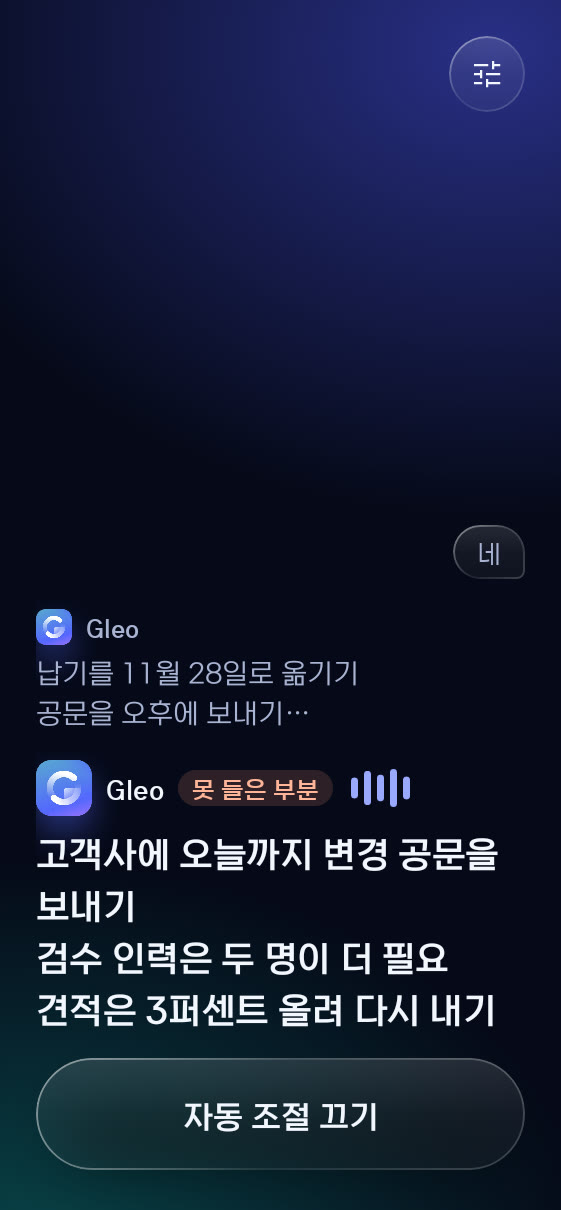 네
Gleo
납기를 11월 28일로 옮기기
공문을 오후에 보내기…
Gleo 못 들은 부분
고객사에 오늘까지 변경 공문을
보내기
검수 인력은 두 명이 더 필요
견적은 3퍼센트 올려 다시 내기
자동 조절 끄기